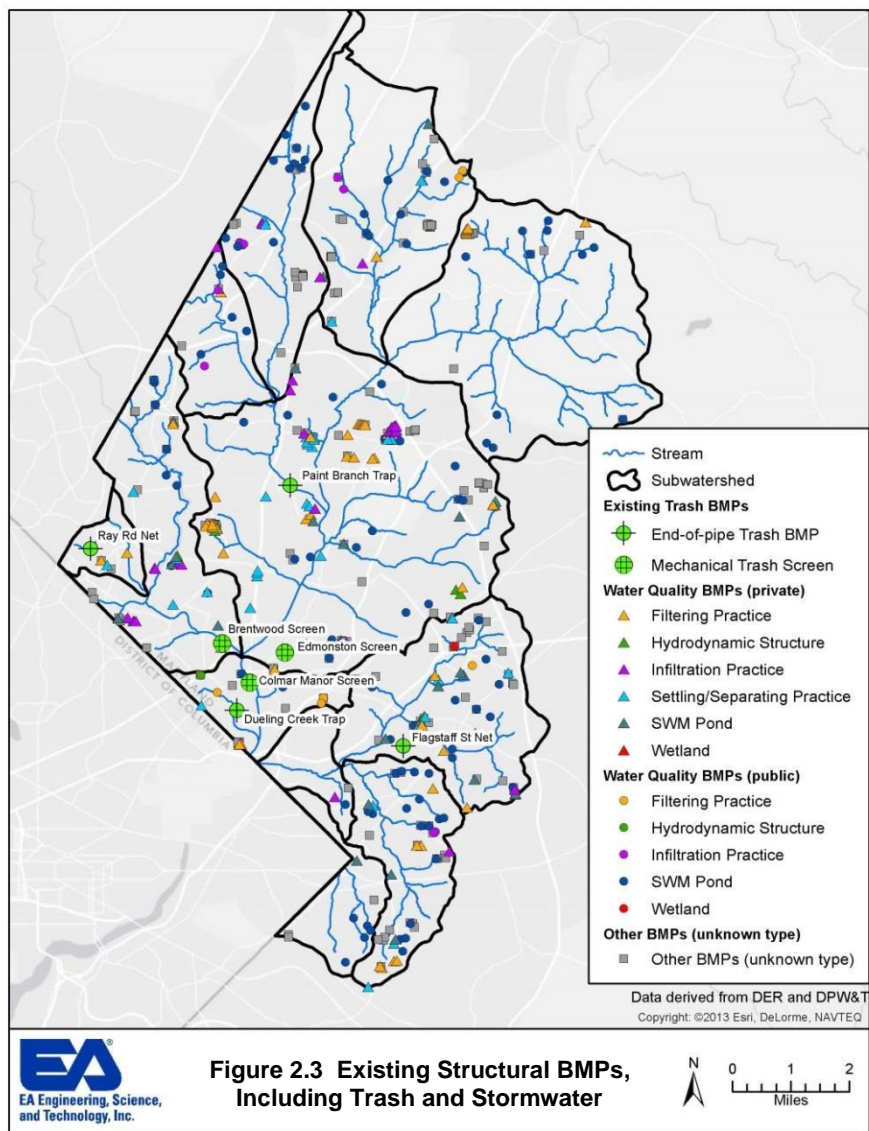 Paint Branch Trap
Ray Rd Net
Brentwood Screen
Edmonston Screen
Colmar Manor Screen
Dueling Creek Trap
Flagstaff St Net
MARYLAND
DISTRICT OF COLUMBIA
Stream
Subwatershed
Existing Trash BMPs
End-of-pipe Trash BMP
Mechanical Trash Screen
Water Quality BMPs (private)
Filtering Practice
Hydrodynamic Structure
Infiltration Practice
Settling/Separating Practice
SWM Pond
Wetland
Water Quality BMPs (public)
Filtering Practice
Hydrodynamic Structure
Infiltration Practice
SWM Pond
Wetland
Other BMPs (unknown type)
Other BMPs (unknown type)
Data derived from DER and DPW&T
Copyright: ©2013 Esri, DeLorme, NAVTEQ
EA
EA Engineering, Science,
and Technology, Inc.
Figure 2.3 Existing Structural BMPs,
Including Trash and Stormwater
N
0 1 2
Miles